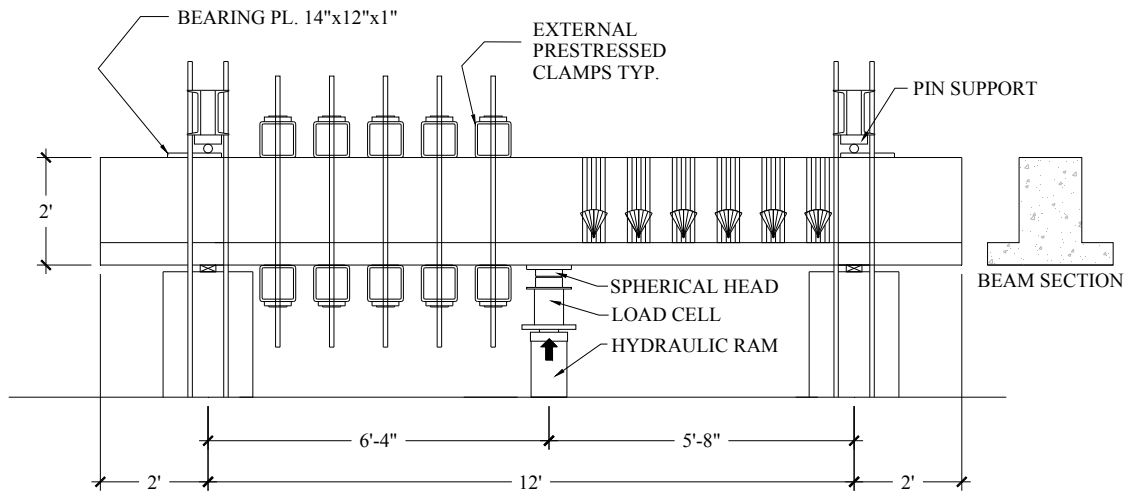 BEARING PL. 14"x12"x1"
EXTERNAL
PRESTRESSED
CLAMPS TYP.
PIN SUPPORT
2'
BEAM SECTION
SPHERICAL HEAD
LOAD CELL
HYDRAULIC RAM
6'-4"
5'-8"
2'
12'
2'